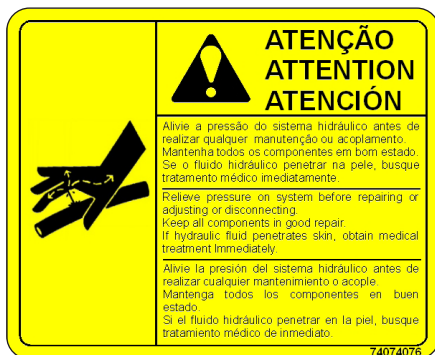 ATENÇÃO
ATTENTION
ATENCIÓN
Alivie a pressão do sistema hidráulico antes de
realizar qualquer manutenção ou acoplamento.
Mantenha todos os componentes em bom estado.
Se o fluido hidráulico penetrar na pele, busque
tratamento médico imediatamente.
Relieve pressure on system before repairing or
adjusting or disconnecting.
Keep all components in good repair.
If hydraulic fluid penetrates skin, obtain medical
treatment Immediately.
Alivie la presión del sistema hidráulico antes de
realizar cualquier mantenimiento o acople.
Mantenga todos los componentes en buen
estado.
Si el fluido hidráulico penetrar en la piel, busque
tratamiento médico de inmediato.
74074076